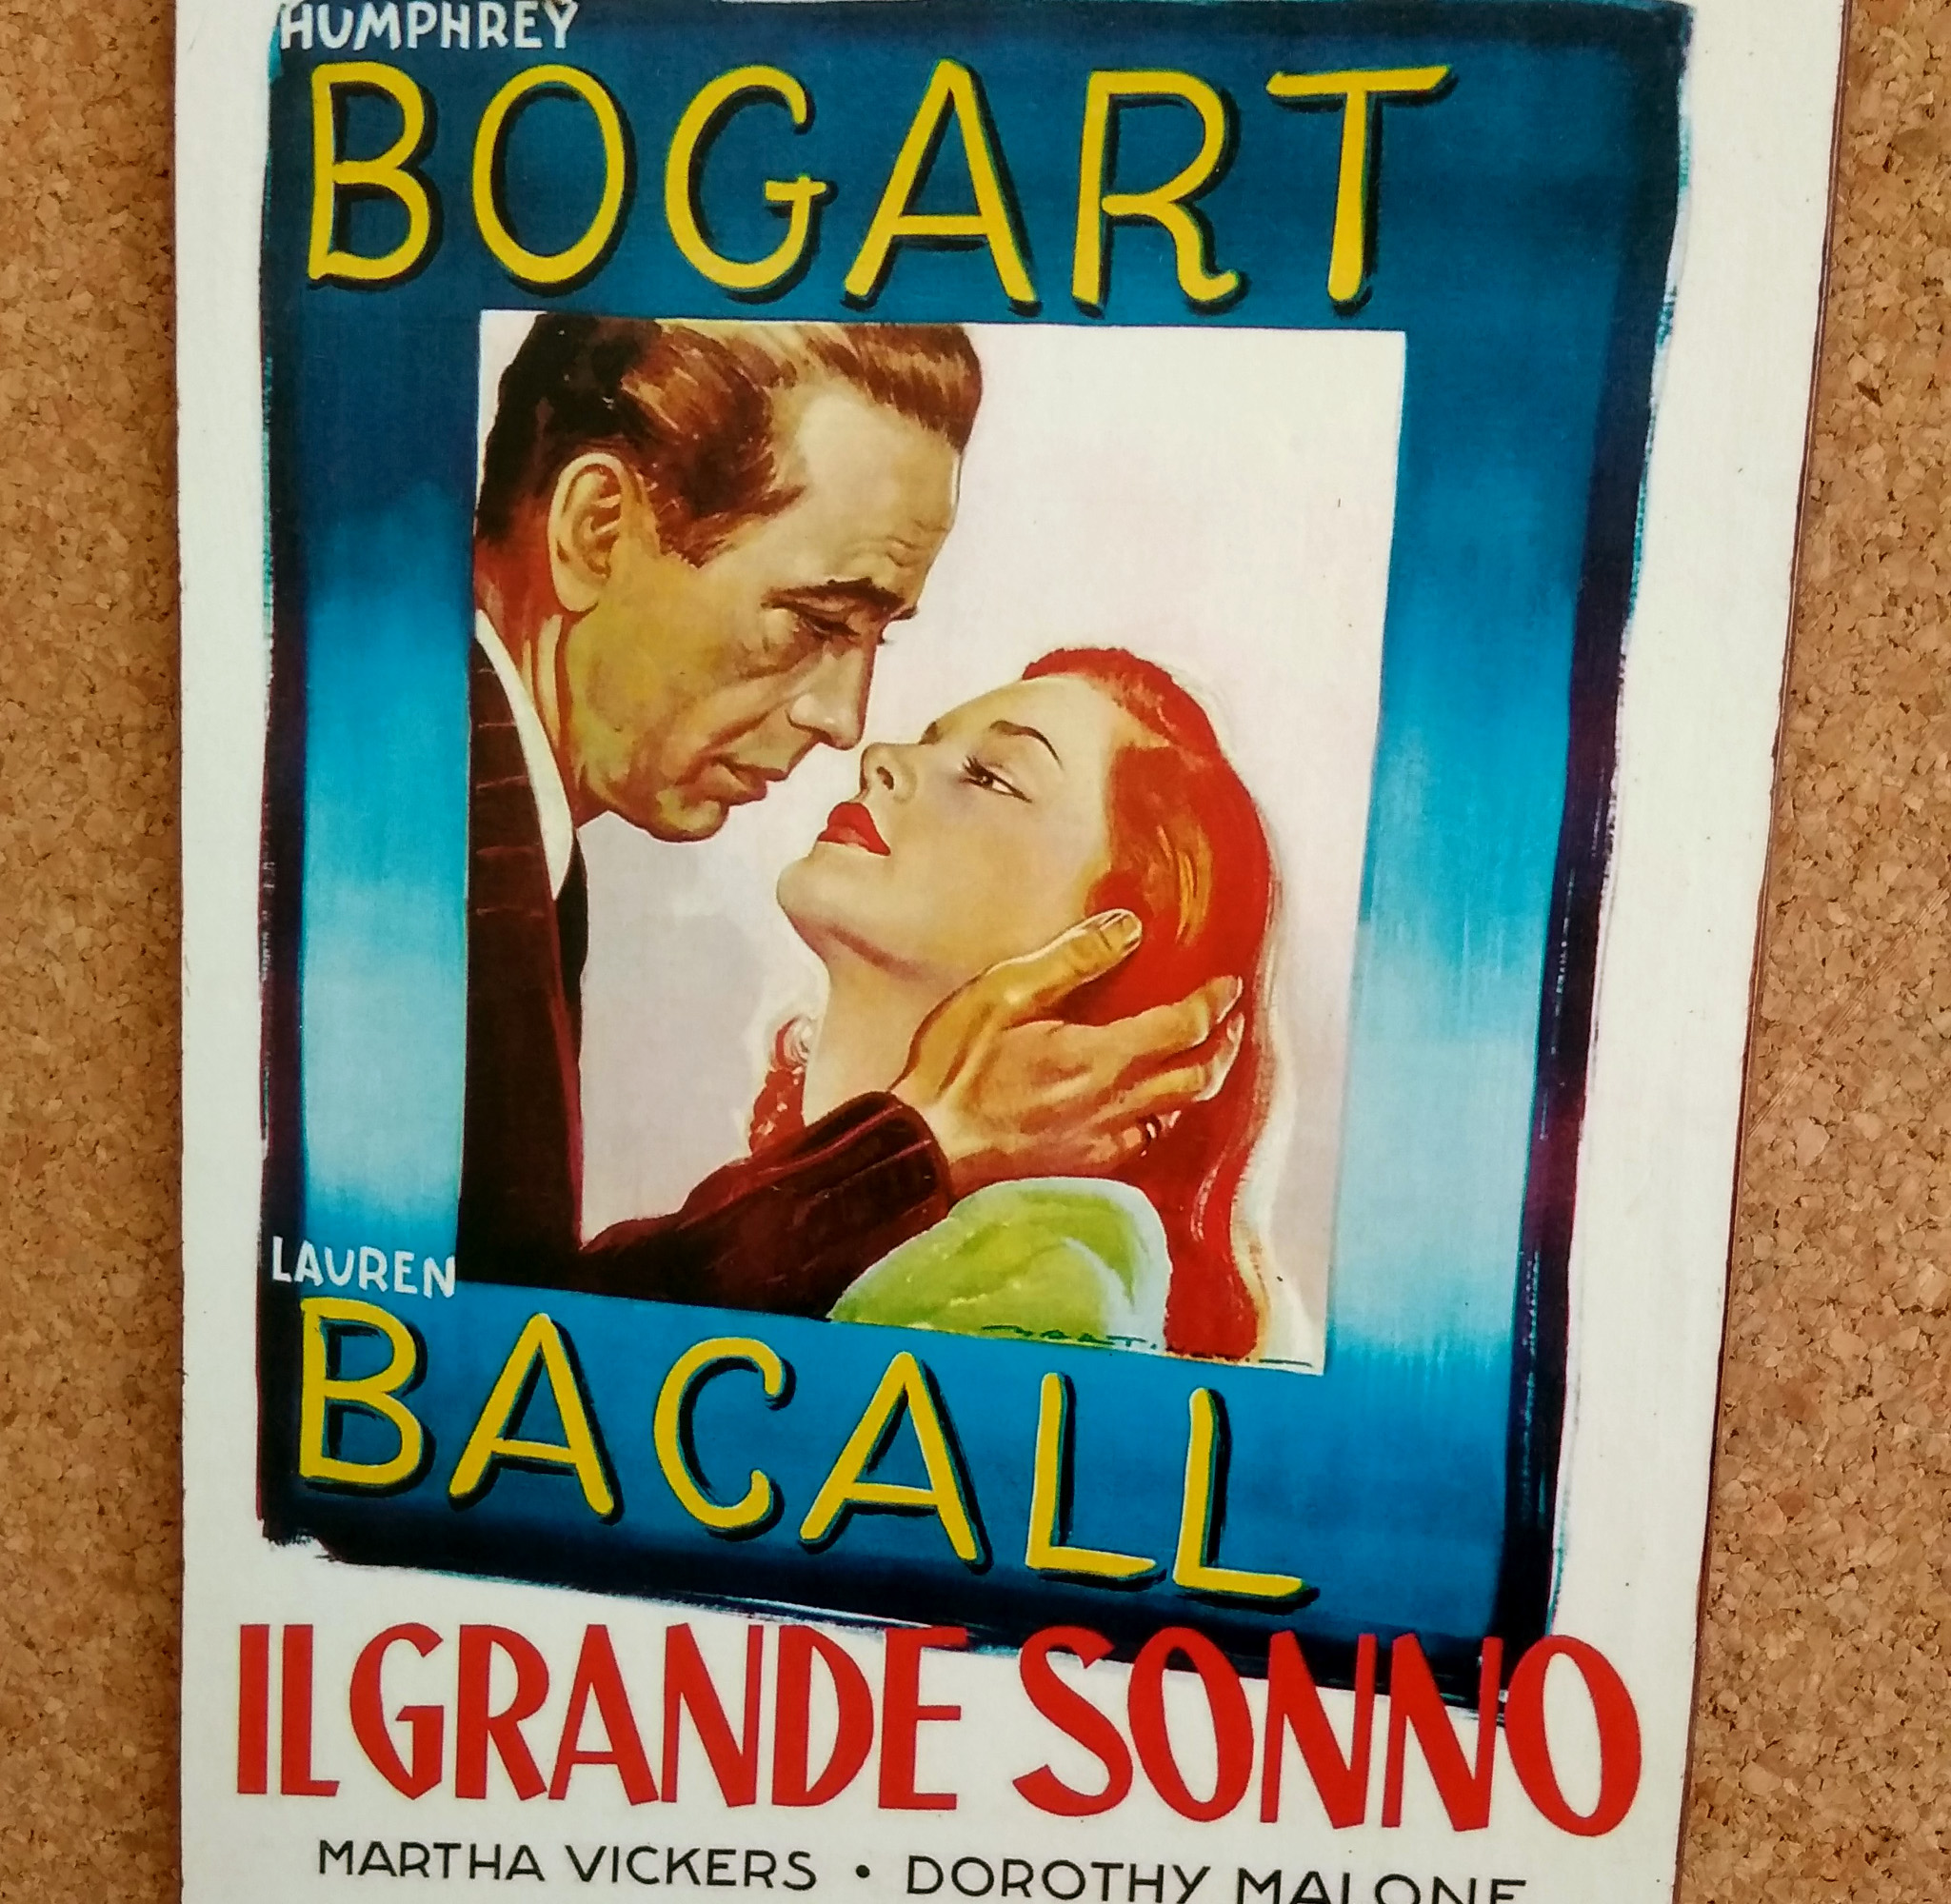 HUMPHREY
BOGART
LAUREN
BACALL
IL GRANDE SONNO
MARTHA VICKERS • DOROTHY MALONE